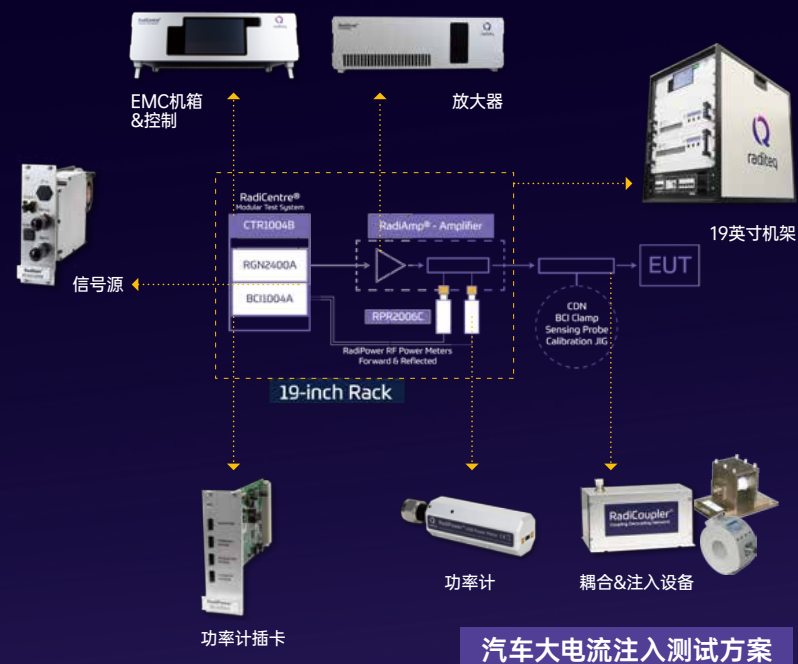 EMC机箱
&控制
放大器
raditeq
19英寸机架
信号源
RadiCentre®
Modular Test System
CTR1004B
RGN2400A
BCI1004A
RadiAmp® - Amplifier
RPR2006C
RadiPower RF Power Meters
Forward & Reflected
EUT
CDN
BCI Clamp
Sensing Probe
Calibration JIG
19-inch Rack
RadiCoupler®
功率计
耦合&注入设备
功率计插卡
汽车大电流注入测试方案